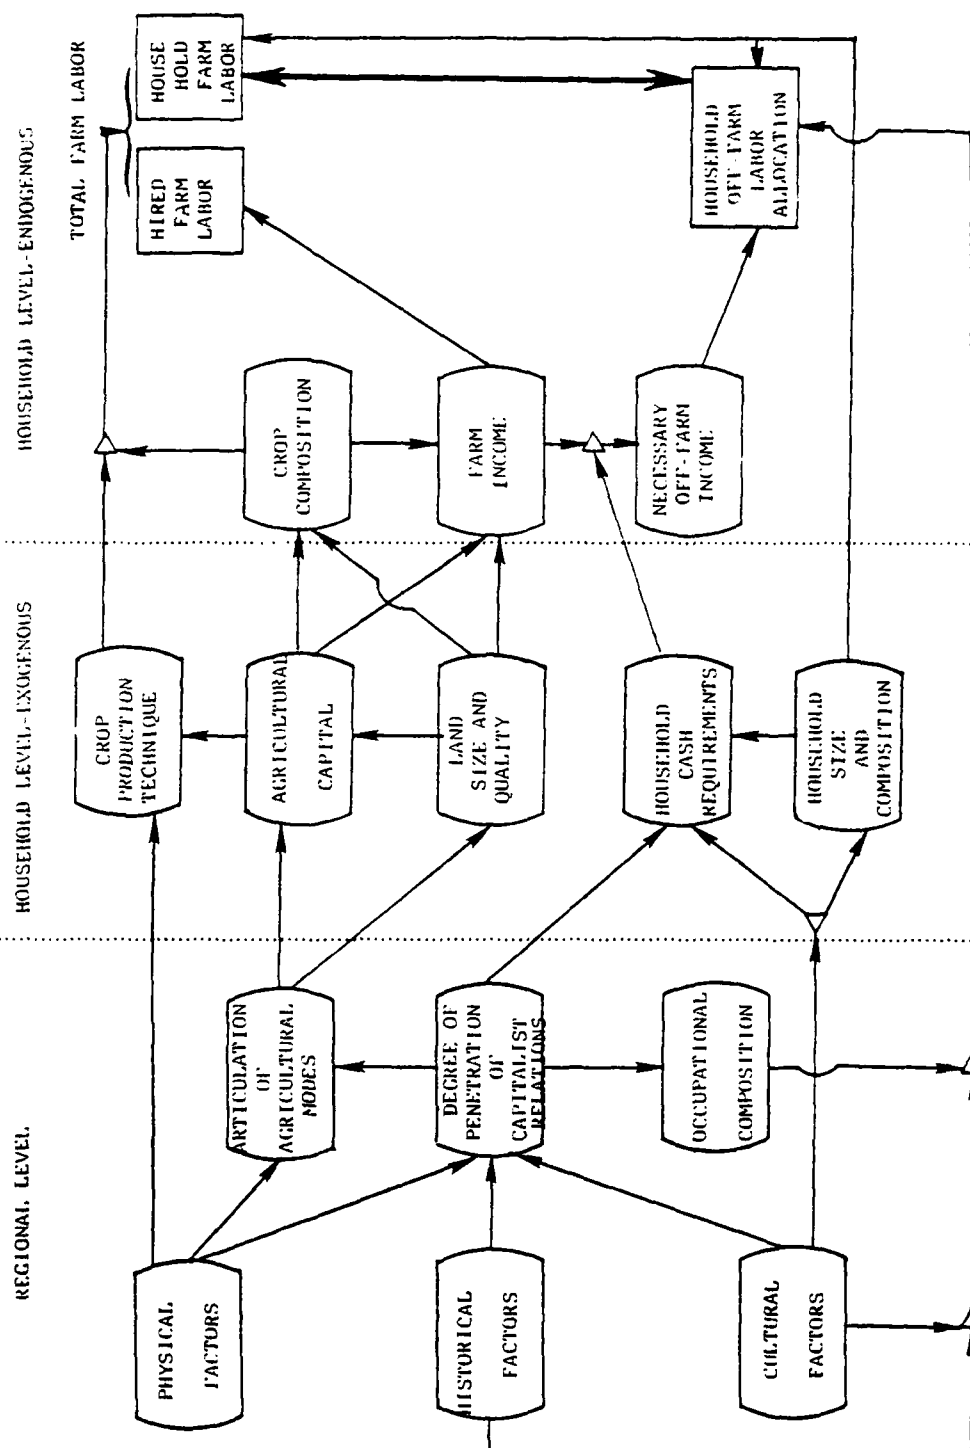 REGIONAL LEVEL
HOUSEHOLD LEVEL-EXOGENOUS
HOUSEHOLD LEVEL-ENDOGENOUS
PHYSICAL
FACTORS
HISTORICAL
FACTORS
CULTURAL
FACTORS
ARTICULATION
OF
AGRICULTURAL
MODES
DEGREE OF
PENETRATION
OF
CAPITALIST
RELATIONS
OCCUPATIONAL
COMPOSITION
CROP
PRODUCTION
TECHNIQUE
AGRICULTURAL
CAPITAL
LAND
SIZE AND
QUALITY
HOUSEHOLD
CASH
REQUIREMENTS
HOUSEHOLD
SIZE
AND
COMPOSITION
CROP
COMPOSITION
FARM
INCOME
NECESSARY
OFF-FARM
INCOME
TOTAL FARM LABOR
HOUSE
HOLD
FARM
LABOR
HIRED
FARM
LABOR
HOUSEHOLD
OFF-FARM
LABOR
ALLOCATION